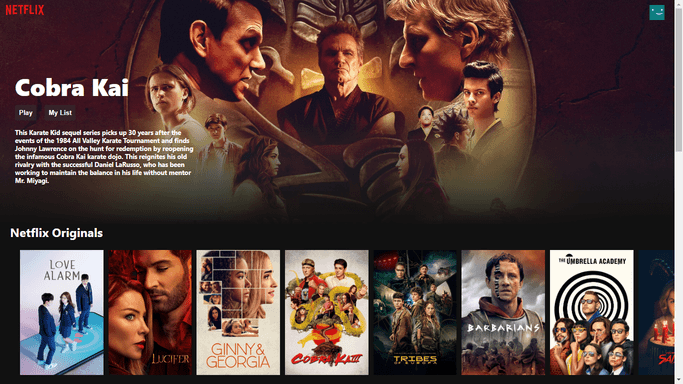 NETFLIX
Cobra Kai
Play
My List
This Karate Kid sequel series picks up 30 years after the
events of the 1984 All Valley Karate Tournament and finds
Johnny Lawrence on the hunt for redemption by reopening
the infamous Cobra Kai karate dojo. This reignites his old
rivalry with the successful Daniel LaRusso, who has been
working to maintain the balance in his life without mentor
Mr. Miyagi.
Netflix Originals
LOVE
ALARM
LUCIFER
GINNY &
GEORGIA
COBRA KAI
TRIBES
OF EUROPA
BARBARIANS
THE UMBRELLA ACADEMY